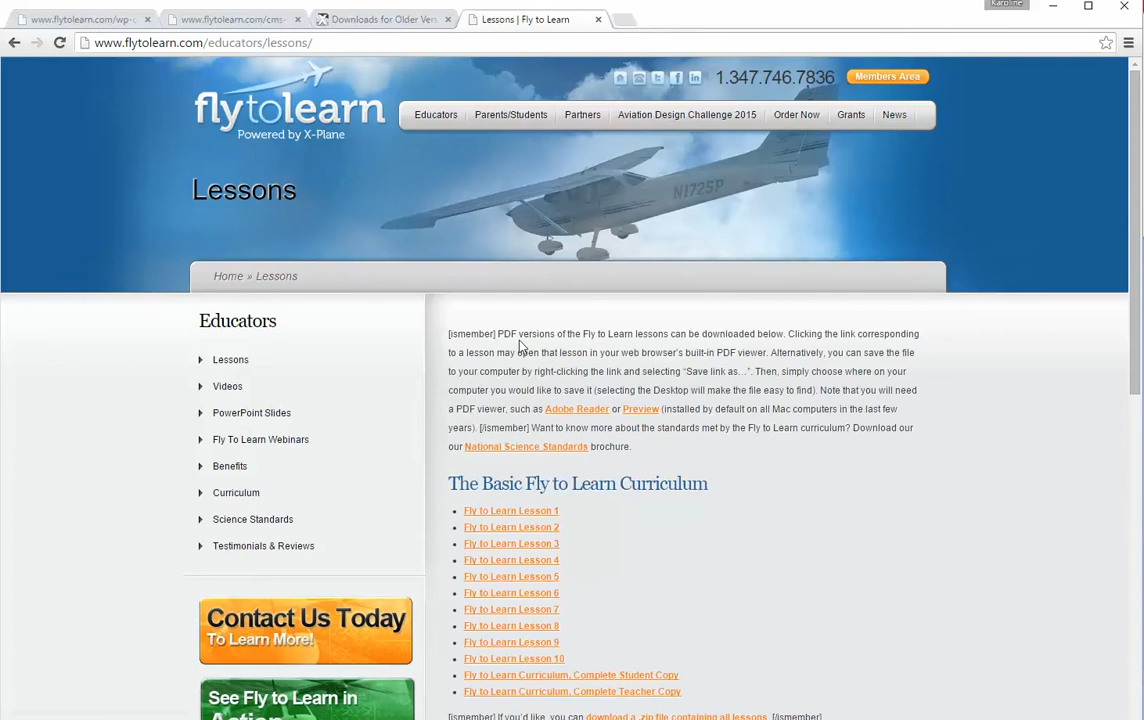 Karoline
www.flytolearn.com/wp-
www.flytolearn.com/cms-
Downloads for Older Ver
Lessons | Fly to Learn
www.flytolearn.com/educators/lessons/
1.347.746.7836
Members Area
flytolearn
Powered by X-Plane
Educators
Parents/Students
Partners
Aviation Design Challenge 2015
Order Now
Grants
News
N172SP
Lessons
Home » Lessons
Educators
Lessons
Videos
PowerPoint Slides
Fly To Learn Webinars
Benefits
Curriculum
Science Standards
Testimonials & Reviews
Contact Us Today
To Learn More!
See Fly to Learn in
Action
[ismember] PDF versions of the Fly to Learn lessons can be downloaded below. Clicking the link corresponding
to a lesson may open that lesson in your web browser's built-in PDF viewer. Alternatively, you can save the file
to your computer by right-clicking the link and selecting “Save link as…”. Then, simply choose where on your
computer you would like to save it (selecting the Desktop will make the file easy to find). Note that you will need
a PDF viewer, such as Adobe Reader or Preview (installed by default on all Mac computers in the last few
years). [/ismember] Want to know more about the standards met by the Fly to Learn curriculum? Download our
our National Science Standards brochure.
The Basic Fly to Learn Curriculum
Fly to Learn Lesson 1
Fly to Learn Lesson 2
Fly to Learn Lesson 3
Fly to Learn Lesson 4
Fly to Learn Lesson 5
Fly to Learn Lesson 6
Fly to Learn Lesson 7
Fly to Learn Lesson 8
Fly to Learn Lesson 9
Fly to Learn Lesson 10
Fly to Learn Curriculum, Complete Student Copy
Fly to Learn Curriculum, Complete Teacher Copy
[ismember] If you'd like, you can download a .zip file containing all lessons. [/ismember]